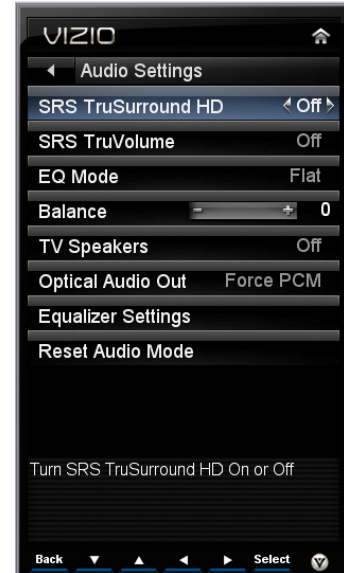 VIZIO
Audio Settings
SRS TruSurround HD Off
SRS TruVolume Off
EQ Mode Flat
Balance - + 0
TV Speakers Off
Optical Audio Out Force PCM
Equalizer Settings
Reset Audio Mode
Turn SRS TruSurround HD On or Off
Back Select V